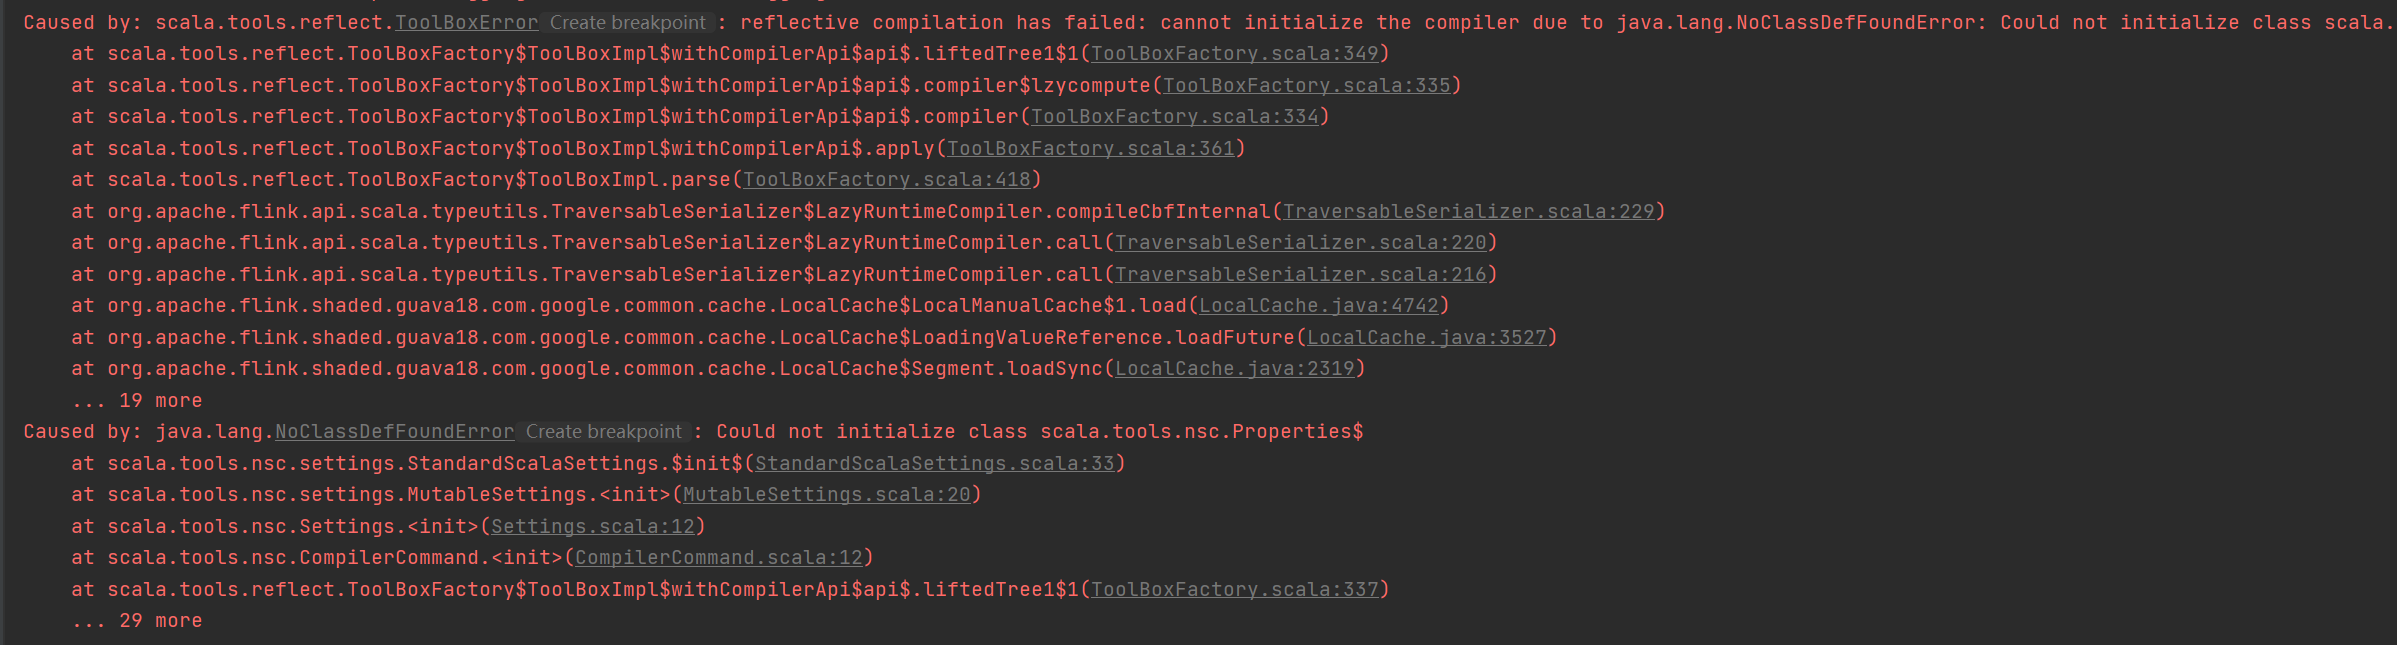 Caused by: scala.tools.reflect.ToolBoxError Create breakpoint : reflective compilation has failed: cannot initialize the compiler due to java.lang.NoClassDefFoundError: Could not initialize class scala.
at scala.tools.reflect.ToolBoxFactory$ToolBoxImpl$withCompilerApi$api$.liftedTree1$1(ToolBoxFactory.scala:349)
at scala.tools.reflect.ToolBoxFactory$ToolBoxImpl$withCompilerApi$api$.compiler$lzycompute(ToolBoxFactory.scala:335)
at scala.tools.reflect.ToolBoxFactory$ToolBoxImpl$withCompilerApi$api$.compiler(ToolBoxFactory.scala:334)
at scala.tools.reflect.ToolBoxFactory$ToolBoxImpl$withCompilerApi$.apply(ToolBoxFactory.scala:361)
at scala.tools.reflect.ToolBoxFactory$ToolBoxImpl.parse(ToolBoxFactory.scala:418)
at org.apache.flink.api.scala.typeutils.TraversableSerializer$LazyRuntimeCompiler.compileCbfInternal(TraversableSerializer.scala:229)
at org.apache.flink.api.scala.typeutils.TraversableSerializer$LazyRuntimeCompiler.call(TraversableSerializer.scala:220)
at org.apache.flink.api.scala.typeutils.TraversableSerializer$LazyRuntimeCompiler.call(TraversableSerializer.scala:216)
at org.apache.flink.shaded.guava18.com.google.common.cache.LocalCache$LocalManualCache$1.load(LocalCache.java:4742)
at org.apache.flink.shaded.guava18.com.google.common.cache.LocalCache$LoadingValueReference.loadFuture(LocalCache.java:3527)
at org.apache.flink.shaded.guava18.com.google.common.cache.LocalCache$Segment.loadSync(LocalCache.java:2319)
... 19 more
Caused by: java.lang.NoClassDefFoundError Create breakpoint : Could not initialize class scala.tools.nsc.Properties$
at scala.tools.nsc.settings.StandardScalaSettings.$init$(StandardScalaSettings.scala:33)
at scala.tools.nsc.settings.MutableSettings.<init>(MutableSettings.scala:20)
at scala.tools.nsc.Settings.<init>(Settings.scala:12)
at scala.tools.nsc.CompilerCommand.<init>(CompilerCommand.scala:12)
at scala.tools.reflect.ToolBoxFactory$ToolBoxImpl$withCompilerApi$api$.liftedTree1$1(ToolBoxFactory.scala:337)
... 29 more